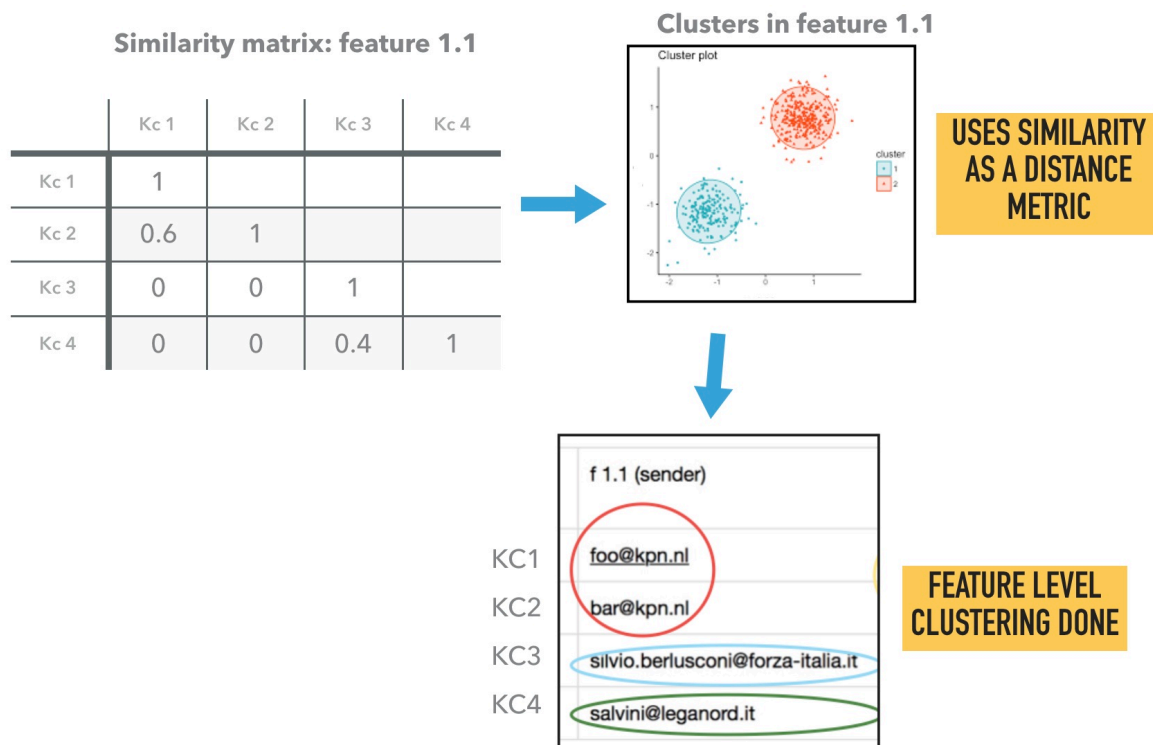 Similarity matrix: feature 1.1
Kc 1 Kc 2 Kc 3 Kc 4
Kc 1 1
Kc 2 0.6 1
Kc 3 0 0 1
Kc 4 0 0 0.4 1
Clusters in feature 1.1
Cluster plot
1
0
-1
-2
-2 -1 0 1
cluster
1
2
USES SIMILARITY
AS A DISTANCE
METRIC
f 1.1 (sender)
KC1 foo@kpn.nl
KC2 bar@kpn.nl
KC3 silvio.berlusconi@forza-italia.it
KC4 salvini@leganord.it
FEATURE LEVEL
CLUSTERING DONE